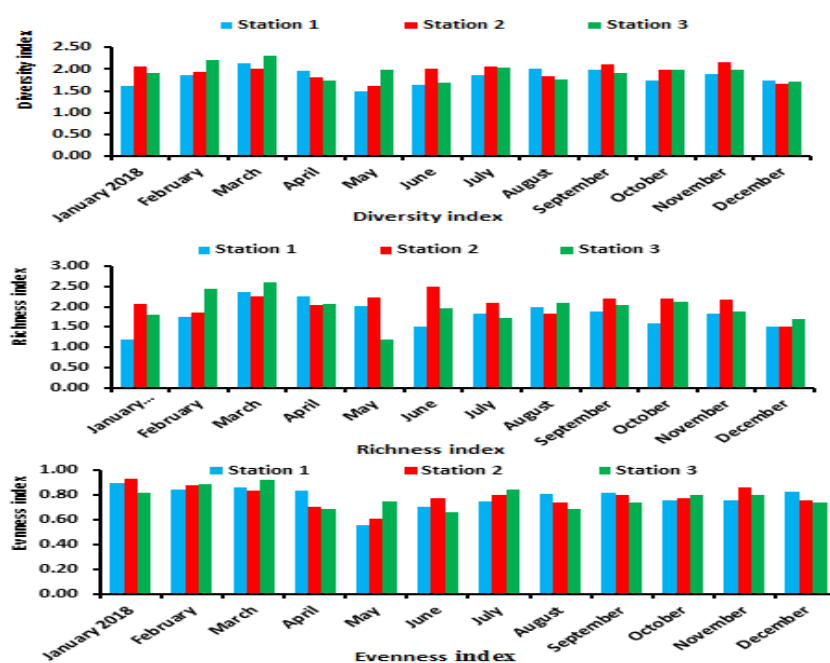 Station 1 Station 2 Station 3
Diversity index
2.50
2.00
1.50
1.00
0.50
0.00
January 2018 February March April May June July August September October November December
Diversity index
Station 1 Station 2 Station 3
Richness index
3.00
2.50
2.00
1.50
1.00
0.50
0.00
January... February March April May June July August September October November December
Richness index
Station 1 Station 2 Station 3
Evnness index
1.00
0.80
0.60
0.40
0.20
0.00
January 2018 February March April May June July August September October November December
Evenness index